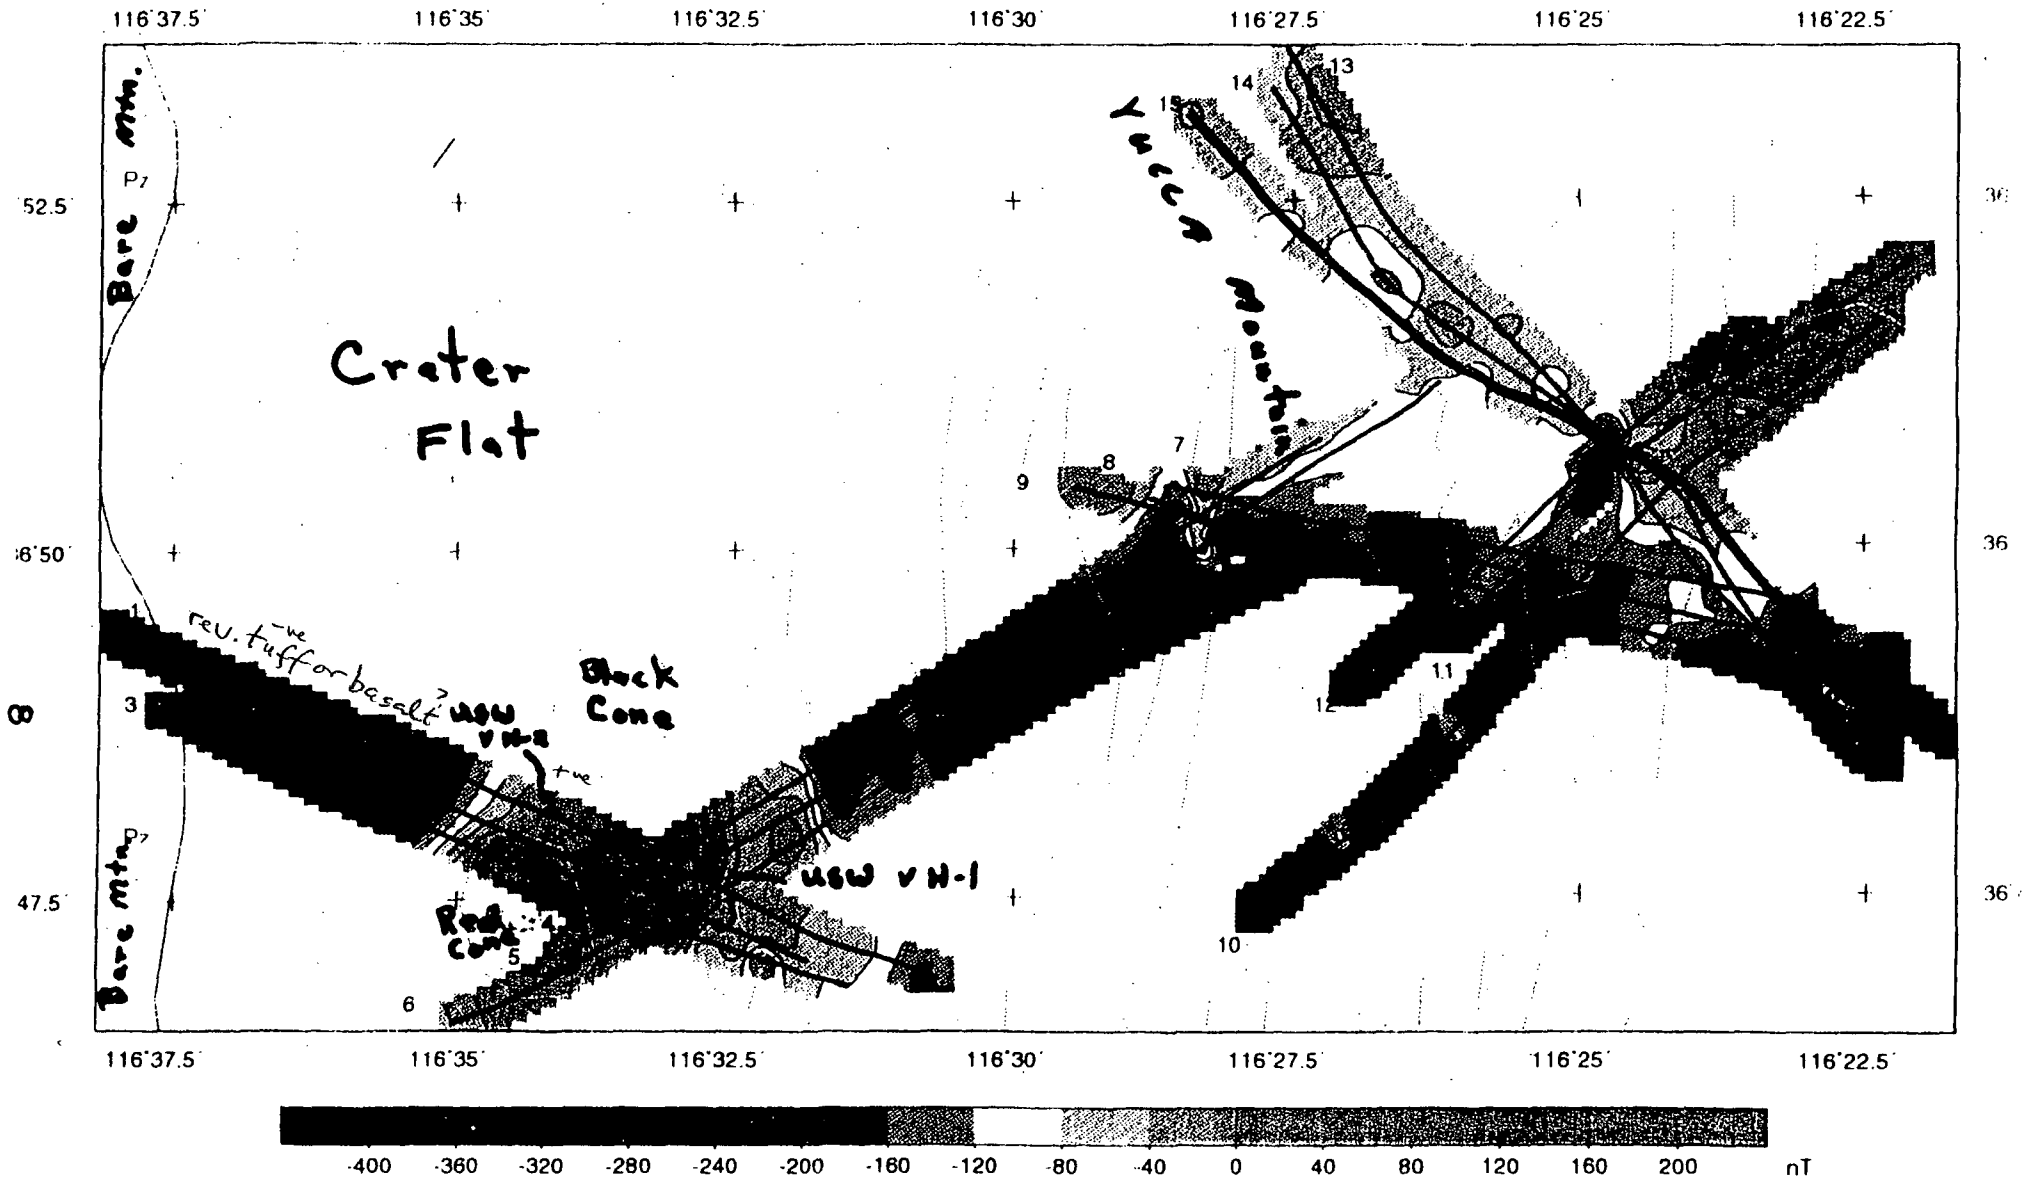 116°37.5' 116°35' 116°32.5' 116°30' 116°27.5' 116°25' 116°22.5'
13
14
15
Bare Mtn.
Pz
Yucca Mountain
52.5'
Crater
Flat
7
8
9
36
1
rev. tuff or basalt?
-ve
3
Black
Cone
USW
VH-2
+ve
11
12
8
Pz
Bare Mtn.
USW VH-1
47.5'
36
Red
Cone
4
5
6
10
116°37.5' 116°35' 116°32.5' 116°30' 116°27.5' 116°25' 116°22.5'
-400 -360 -320 -280 -240 -200 -160 -120 -80 -40 0 40 80 120 160 200 nT